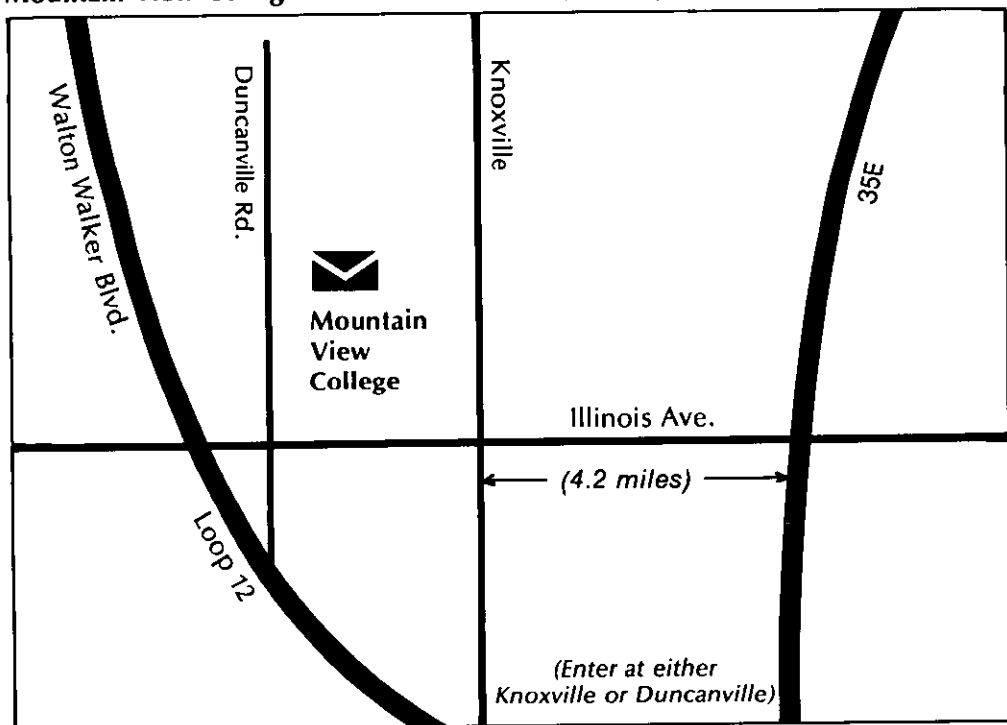 Walton Walker Blvd.
Duncanville Rd.
Knoxville
35E
Mountain
View
College
Illinois Ave.
(4.2 miles)
Loop 12
(Enter at either
Knoxville or Duncanville)